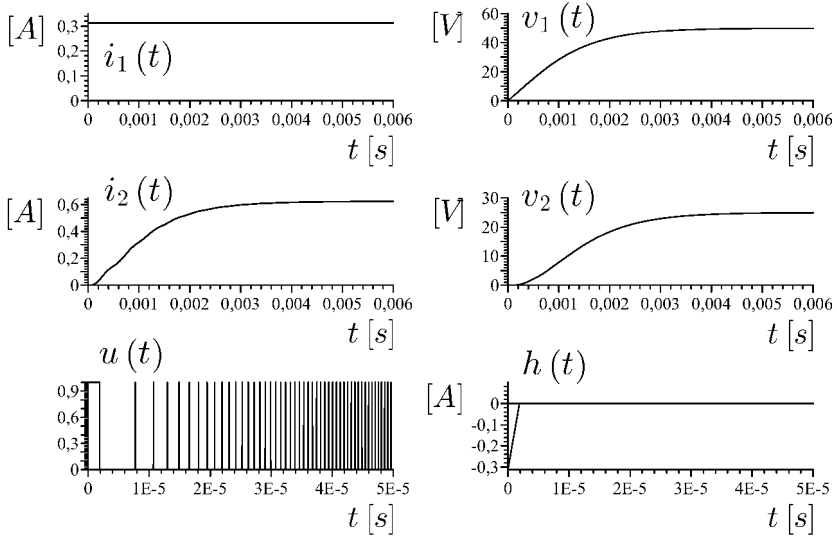 [A] 0,3 0,2 0,1 0 i₁(t)
0 0,001 0,002 0,003 0,004 0,005 0,006
t [s]
[V] 60 40 20 0 v₁(t)
0 0,001 0,002 0,003 0,004 0,005 0,006
t [s]
[A] 0,6 0,4 0,2 0 i₂(t)
0 0,001 0,002 0,003 0,004 0,005 0,006
t [s]
[V] 30 20 10 0 v₂(t)
0 0,001 0,002 0,003 0,004 0,005 0,006
t [s]
u(t) 0,9 0,6 0,3 0
0 1E-5 2E-5 3E-5 4E-5 5E-5
t [s]
[A] 0 -0,1 -0,2 -0,3 h(t)
0 1E-5 2E-5 3E-5 4E-5 5E-5
t [s]